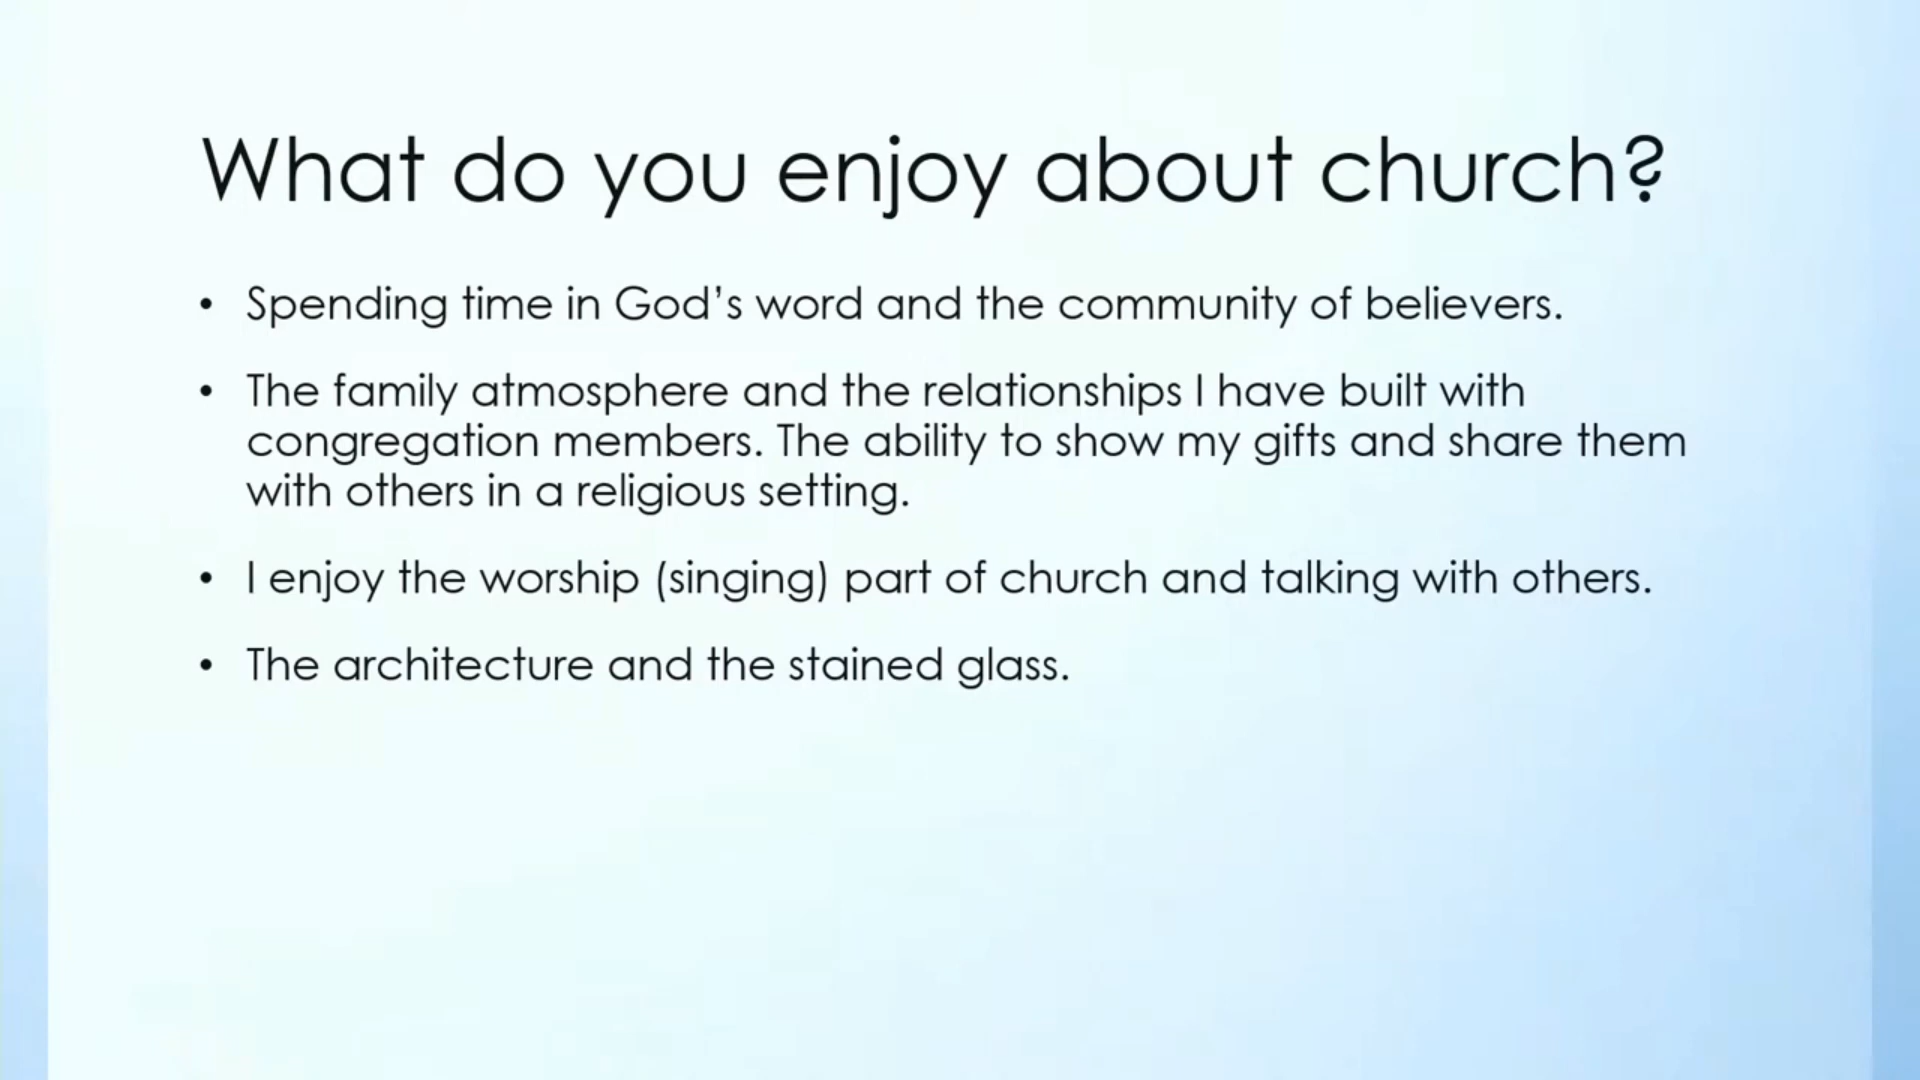 What do you enjoy about church?
• Spending time in God’s word and the community of believers.
• The family atmosphere and the relationships I have built with
congregation members. The ability to show my gifts and share them
with others in a religious setting.
• I enjoy the worship (singing) part of church and talking with others.
• The architecture and the stained glass.